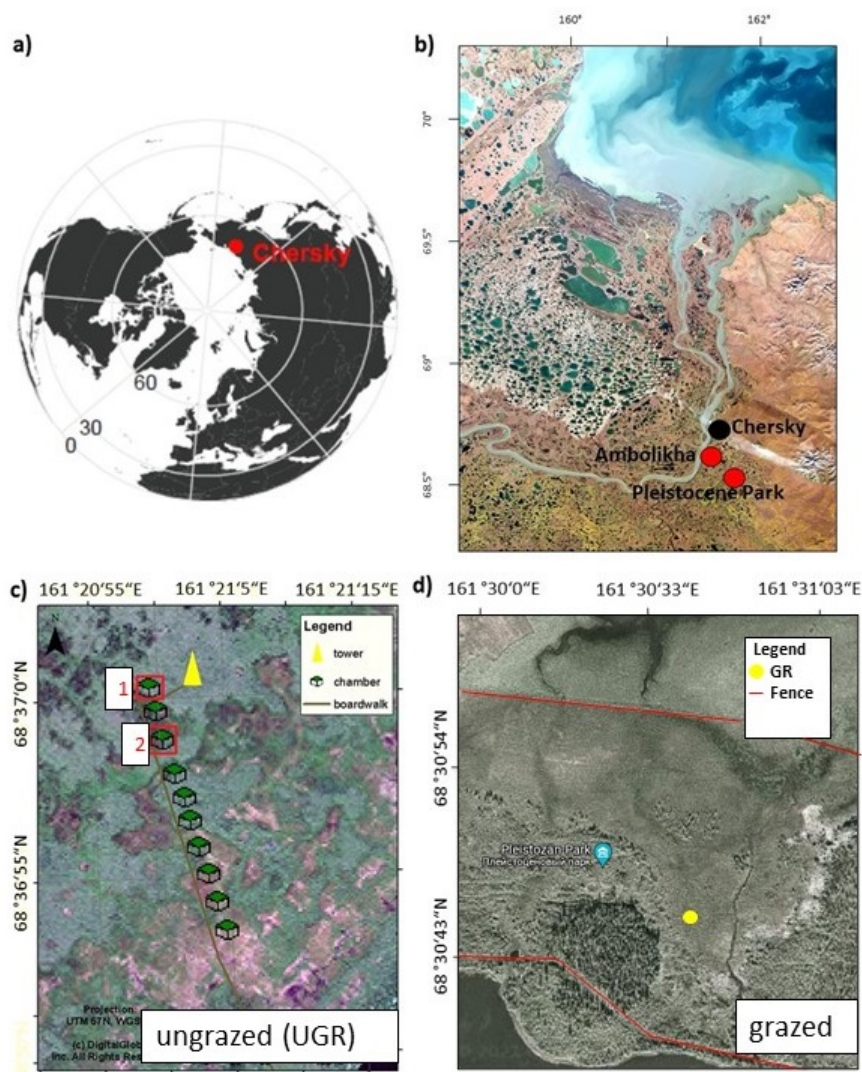 a)
Chersky
60
30
0
b)
160°
162°
70°
69.5°
69°
68.5°
Chersky
Ambolikha
Pleistocene Park
c)
161 °20'55"E
161 °21'5"E
161 °21'15"E
68 °37'0"N
68 °36'55"N
N
Legend
tower
chamber
boardwalk
1
2
Projection:
UTM 57N, WGS
(c) DigitalGlob
Inc. All Rights Res
ungrazed (UGR)
d)
161 °30'00"E
161 °30'33"E
161 °31'03"E
68 °30'54"N
68 °30'43"N
Legend
GR
Fence
Pleistozän-Park
Плейстоценовый парк
grazed